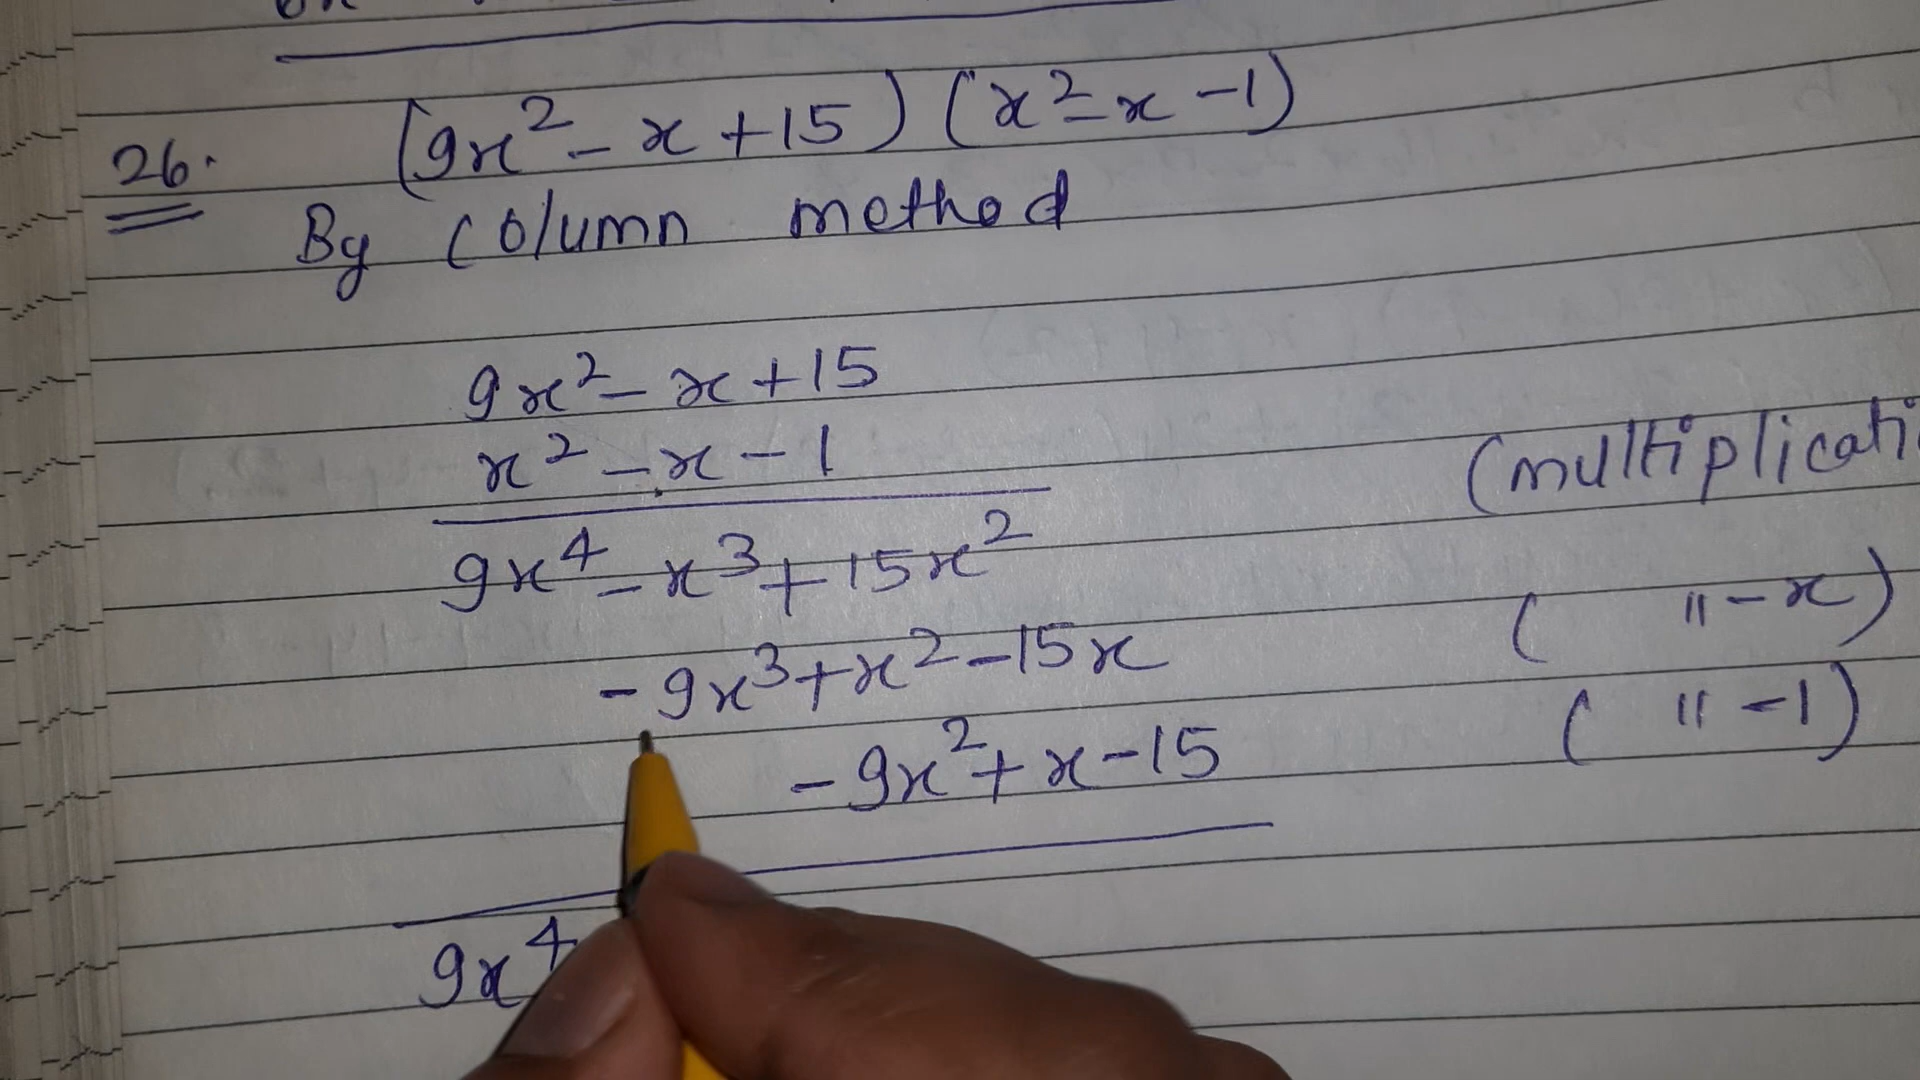 26. (9x² - x + 15) (x² - x - 1)
By Column method
9x² - x + 15
x² - x - 1
9x⁴ - x³ + 15x²
- 9x³ + x² - 15x ( " - x)
- 9x² + x - 15 ( " - 1)
9x⁴